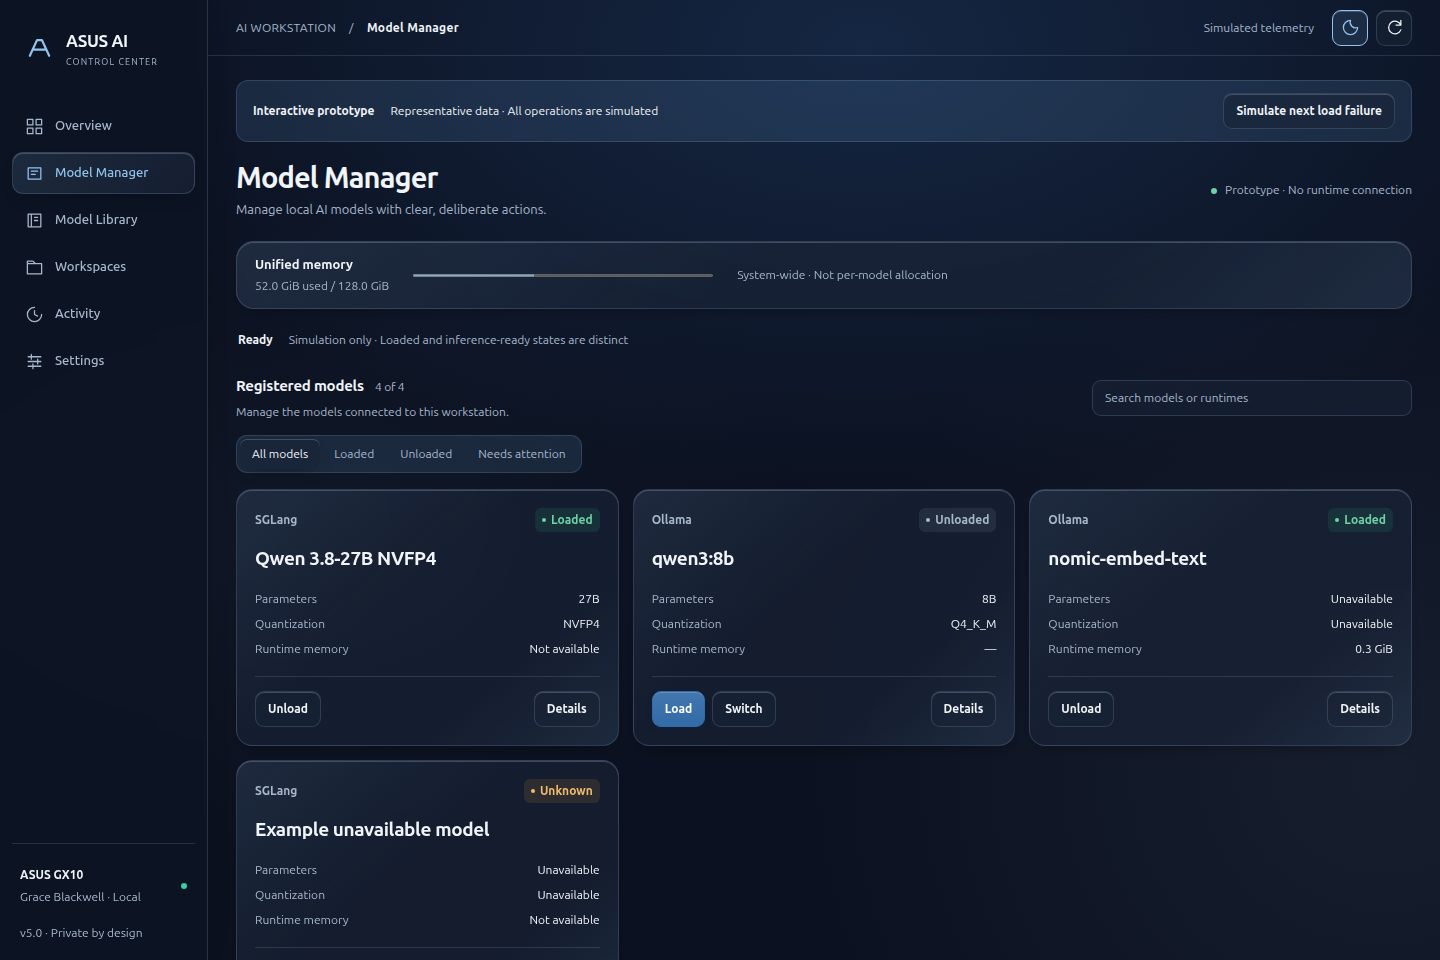 ASUS AI
CONTROL CENTER
Overview
Model Manager
Model Library
Workspaces
Activity
Settings
ASUS GX10
Grace Blackwell · Local
v5.0 · Private by design
AI WORKSTATION / Model Manager
Simulated telemetry
Interactive prototype Representative data · All operations are simulated
Simulate next load failure
Model Manager
Manage local AI models with clear, deliberate actions.
Prototype · No runtime connection
Unified memory
52.0 GiB used / 128.0 GiB
System-wide · Not per-model allocation
Ready Simulation only · Loaded and inference-ready states are distinct
Registered models 4 of 4
Manage the models connected to this workstation.
Search models or runtimes
All models Loaded Unloaded Needs attention
SGLang • Loaded
Qwen 3.8-27B NVFP4
Parameters 27B
Quantization NVFP4
Runtime memory Not available
Unload Details
Ollama • Unloaded
qwen3:8b
Parameters 8B
Quantization Q4_K_M
Runtime memory —
Load Switch Details
Ollama • Loaded
nomic-embed-text
Parameters Unavailable
Quantization Unavailable
Runtime memory 0.3 GiB
Unload Details
SGLang • Unknown
Example unavailable model
Parameters Unavailable
Quantization Unavailable
Runtime memory Not available